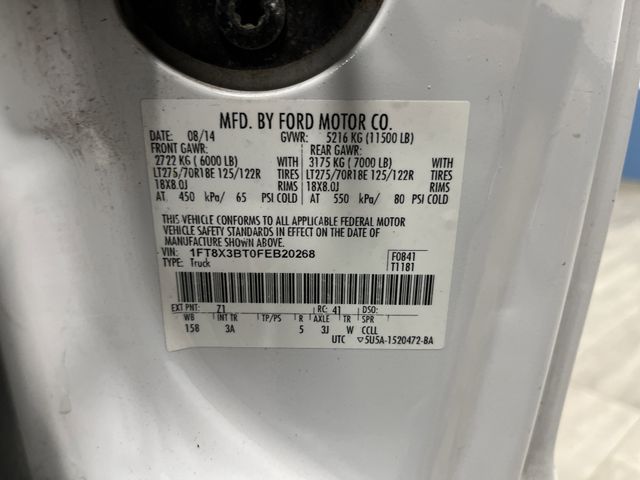 MFD. BY FORD MOTOR CO.
DATE: 08/14 GVWR: 5216 KG (11500 LB)
FRONT GAWR: REAR GAWR:
2722 KG ( 6000 LB) WITH 3175 KG ( 7000 LB) WITH
LT275/70R18E 125/122R TIRES LT275/70R18E 125/122R TIRES
18X8.0J RIMS 18X8.0J RIMS
AT 450 kPa/ 65 PSI COLD AT 550 kPa/ 80 PSI COLD
THIS VEHICLE CONFORMS TO ALL APPLICABLE FEDERAL MOTOR
VEHICLE SAFETY STANDARDS IN EFFECT ON THE DATE OF
MANUFACTURE SHOWN ABOVE.
VIN: 1FT8X3BT0FEB20268 F0841
TYPE: Truck T1181
EXT PNT: Z1 RC: 41 DSO:
WB INT TR TP/PS R AXLE TR SPR
158 3A 5 3J W CCLL
UTC ▽5U5A-1520472-BA